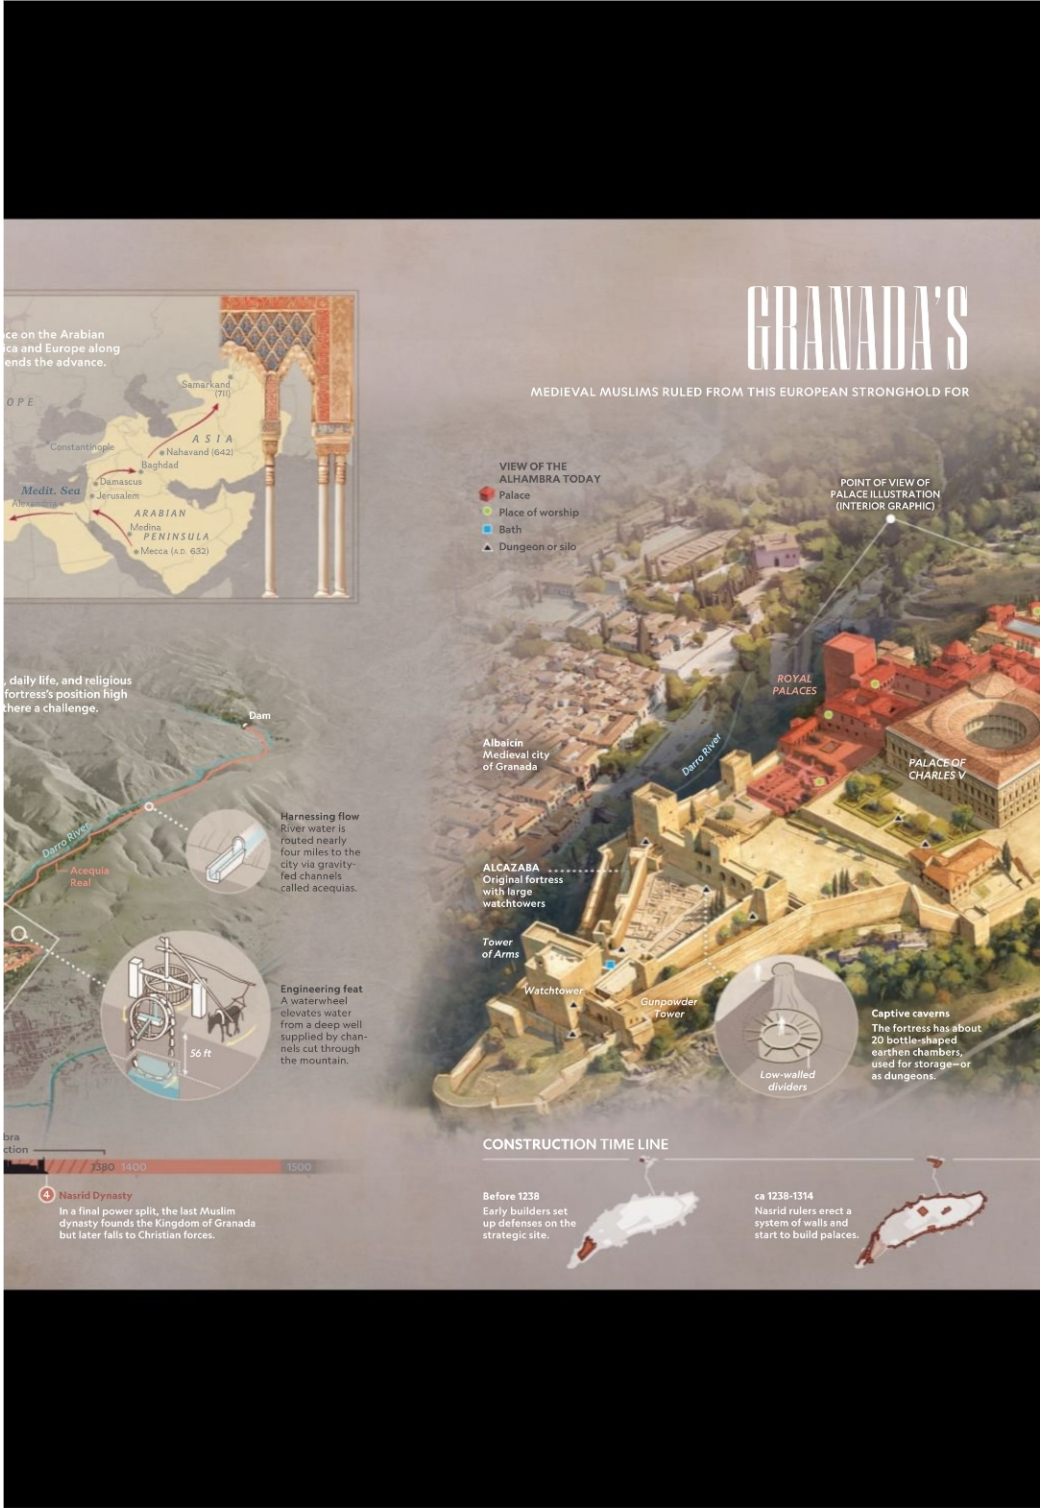 ce on the Arabian
ica and Europe along
ends the advance.
OPE
Samarkand
(711)
ASIA
Constantinople
Nahavand (642)
Baghdad
Damascus
Medit. Sea
Jerusalem
Alexandria
ARABIAN
PENINSULA
Medina
Mecca (A.D. 632)
, daily life, and religious
fortress's position high
there a challenge.
Dam
Darro River
Acequia
Real
Harnessing flow
River water is
routed nearly
four miles to the
city via gravity-
fed channels
called acequias.
Engineering feat
A waterwheel
elevates water
from a deep well
supplied by chan-
nels cut through
the mountain.
56 ft
bra
ction
1380 1400
1500
4 Nasrid Dynasty
In a final power split, the last Muslim
dynasty founds the Kingdom of Granada
but later falls to Christian forces.
GRANADA'S
MEDIEVAL MUSLIMS RULED FROM THIS EUROPEAN STRONGHOLD FOR
VIEW OF THE
ALHAMBRA TODAY
Palace
Place of worship
Bath
Dungeon or silo
POINT OF VIEW OF
PALACE ILLUSTRATION
(INTERIOR GRAPHIC)
ROYAL
PALACES
PALACE OF
CHARLES V
Albaicín
Medieval city
of Granada
Darro River
ALCAZABA
Original fortress
with large
watchtowers
Tower
of Arms
Watchtower
Gunpowder
Tower
Low-walled
dividers
Captive caverns
The fortress has about
20 bottle-shaped
earthen chambers,
used for storage—or
as dungeons.
CONSTRUCTION TIME LINE
Before 1238
Early builders set
up defenses on the
strategic site.
ca 1238-1314
Nasrid rulers erect a
system of walls and
start to build palaces.